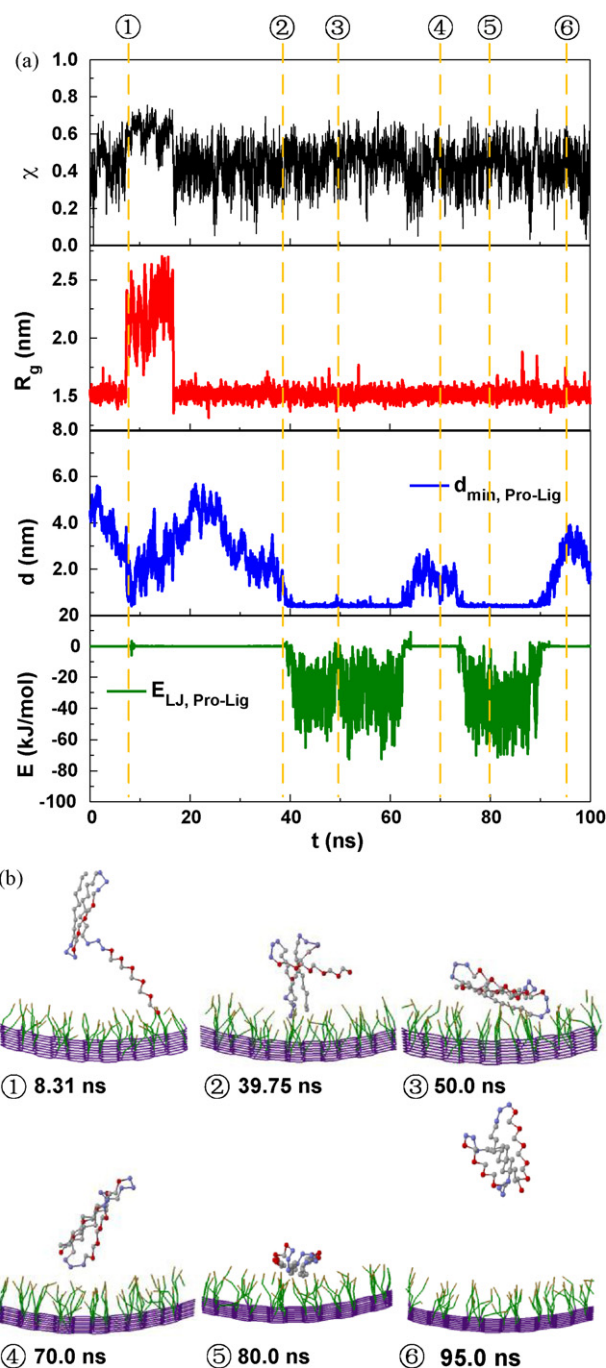 ① ② ③ ④ ⑤ ⑥
(a)
1.0
0.8
0.6
0.4
0.2
0.0
χ
2.5
2.0
1.5
R_g (nm)
8.0
6.0
4.0
2.0
d (nm)
d_min, Pro-Lig
20
0
-20
-40
-60
-80
-100
E (kJ/mol)
E_LJ, Pro-Lig
0 20 40 60 80 100
t (ns)
(b)
① 8.31 ns ② 39.75 ns ③ 50.0 ns
④ 70.0 ns ⑤ 80.0 ns ⑥ 95.0 ns